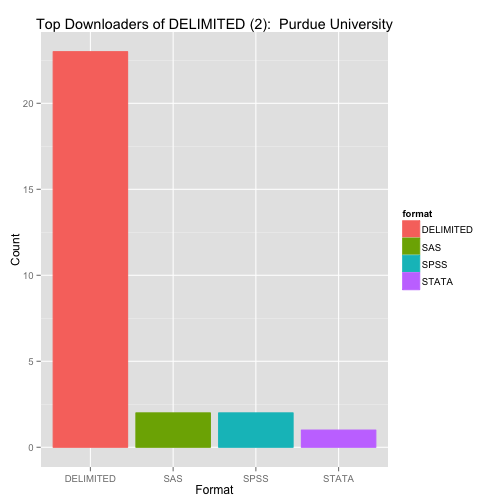 Top Downloaders of DELIMITED (2):  Purdue University
Count
20
15
10
5
0
DELIMITED
SAS
SPSS
STATA
Format
format
DELIMITED
SAS
SPSS
STATA